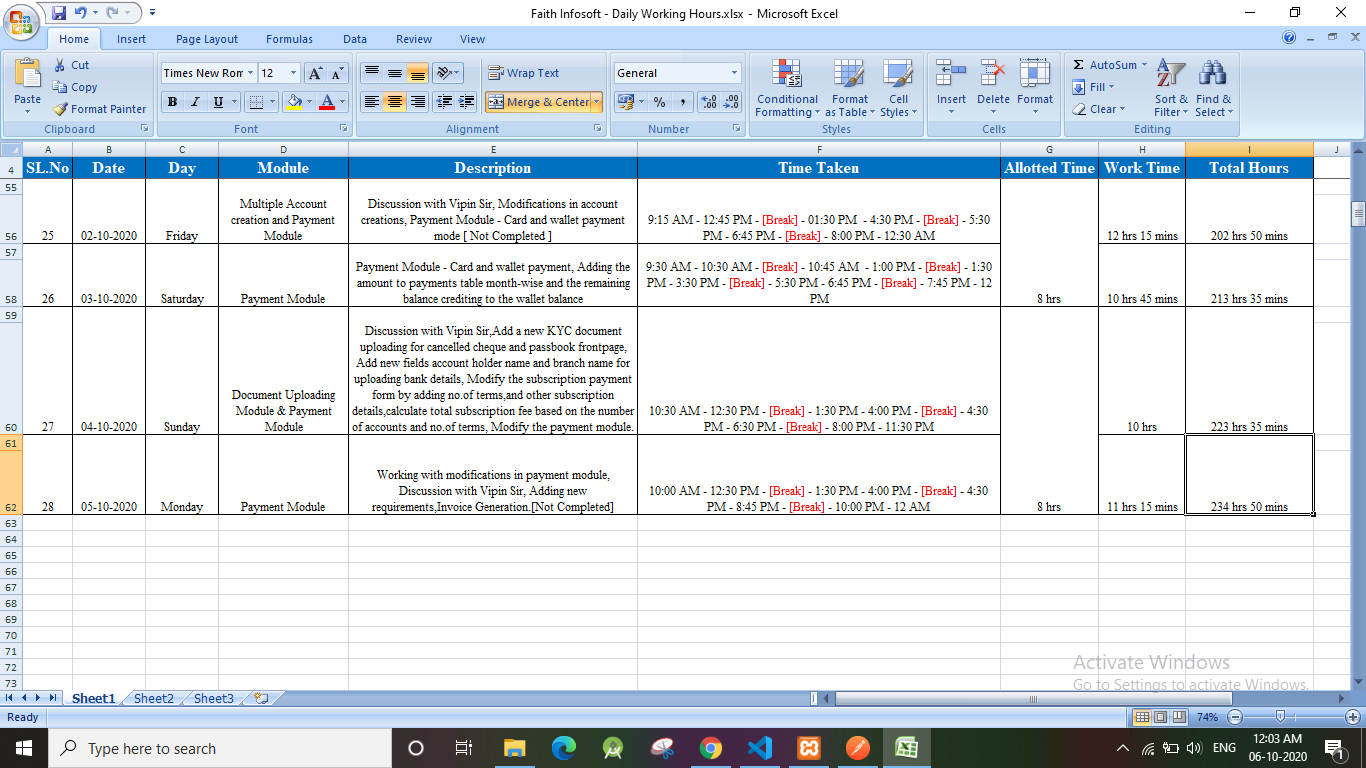 Faith Infosoft - Daily Working Hours.xlsx - Microsoft Excel
Home Insert Page Layout Formulas Data Review View
Paste
Cut
Copy
Format Painter
Clipboard
Times New Ron 12
B I U
Font
Wrap Text
Merge & Center
Alignment
General
% ,
Number
Conditional Formatting
Format as Table
Cell Styles
Styles
Insert Delete Format
Cells
Σ AutoSum
Fill
Clear
Sort & Filter
Find & Select
Editing
A B C D E F G H I J
4 SL.No Date Day Module Description Time Taken Allotted Time Work Time Total Hours
55
Multiple Account
creation and Payment
Module
Discussion with Vipin Sir, Modifications in account
creations, Payment Module - Card and wallet payment
mode [ Not Completed ]
9:15 AM - 12:45 PM - [Break] - 01:30 PM - 4:30 PM - [Break] - 5:30
PM - 6:45 PM - [Break] - 8:00 PM - 12:30 AM
56 25 02-10-2020 Friday 12 hrs 15 mins 202 hrs 50 mins
57
Payment Module - Card and wallet payment, Adding the
amount to payments table month-wise and the remaining
balance crediting to the wallet balance
9:30 AM - 10:30 AM - [Break] - 10:45 AM - 1:00 PM - [Break] - 1:30
PM - 3:30 PM - [Break] - 5:30 PM - 6:45 PM - [Break] - 7:45 PM - 12
PM
58 26 03-10-2020 Saturday Payment Module 8 hrs 10 hrs 45 mins 213 hrs 35 mins
59
Discussion with Vipin Sir,Add a new KYC document
uploading for cancelled cheque and passbook frontpage,
Add new fields account holder name and branch name for
uploading bank details, Modify the subscription payment
form by adding no.of terms,and other subscription
details,calculate total subscription fee based on the number
of accounts and no.of terms, Modify the payment module.
Document Uploading
Module & Payment
Module
10:30 AM - 12:30 PM - [Break] - 1:30 PM - 4:00 PM - [Break] - 4:30
PM - 6:30 PM - [Break] - 8:00 PM - 11:30 PM
60 27 04-10-2020 Sunday 10 hrs 223 hrs 35 mins
61
Working with modifications in payment module,
Discussion with Vipin Sir, Adding new
requirements,Invoice Generation.[Not Completed]
10:00 AM - 12:30 PM - [Break] - 1:30 PM - 4:00 PM - [Break] - 4:30
PM - 8:45 PM - [Break] - 10:00 PM - 12 AM
62 28 05-10-2020 Monday Payment Module 8 hrs 11 hrs 15 mins 234 hrs 50 mins
63
64
65
66
67
68
69
70
71
72
73
Activate Windows
Go to Settings to activate Windows.
Sheet1 Sheet2 Sheet3
Ready 74%
Type here to search
ENG
12:03 AM
06-10-2020
1